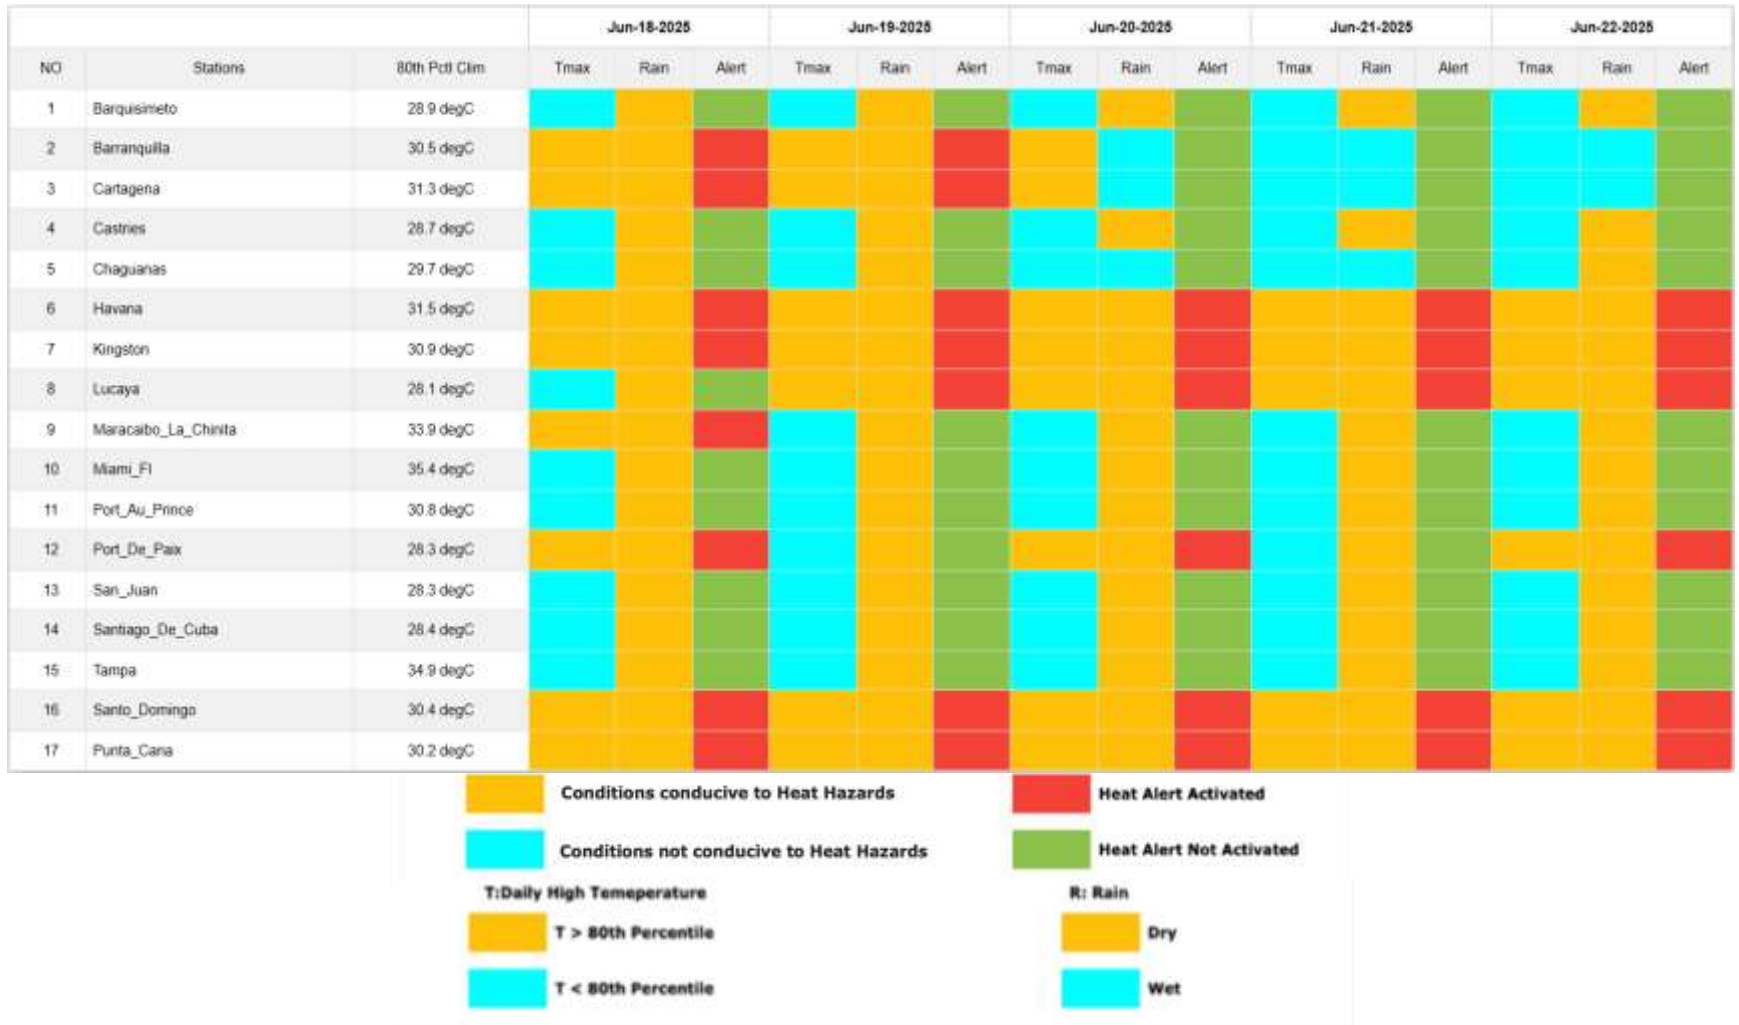 Jun-18-2025 Jun-19-2025 Jun-20-2025 Jun-21-2025 Jun-22-2025
NO Stations 80th Pctl Clim Tmax Rain Alert Tmax Rain Alert Tmax Rain Alert Tmax Rain Alert Tmax Rain Alert
1 Barquisimeto 28.9 degC
2 Barranquilla 30.5 degC
3 Cartagena 31.3 degC
4 Castries 28.7 degC
5 Chaguanas 29.7 degC
6 Havana 31.5 degC
7 Kingston 30.9 degC
8 Lucaya 28.1 degC
9 Maracaibo_La_Chinita 33.9 degC
10 Miami_Fl 35.4 degC
11 Port_Au_Prince 30.8 degC
12 Port_De_Paix 28.3 degC
13 San_Juan 28.3 degC
14 Santiago_De_Cuba 28.4 degC
15 Tampa 34.9 degC
16 Santo_Domingo 30.4 degC
17 Punta_Cana 30.2 degC
Conditions conducive to Heat Hazards Heat Alert Activated
Conditions not conducive to Heat Hazards Heat Alert Not Activated
T:Daily High Temeperature R: Rain
T > 80th Percentile Dry
T < 80th Percentile Wet